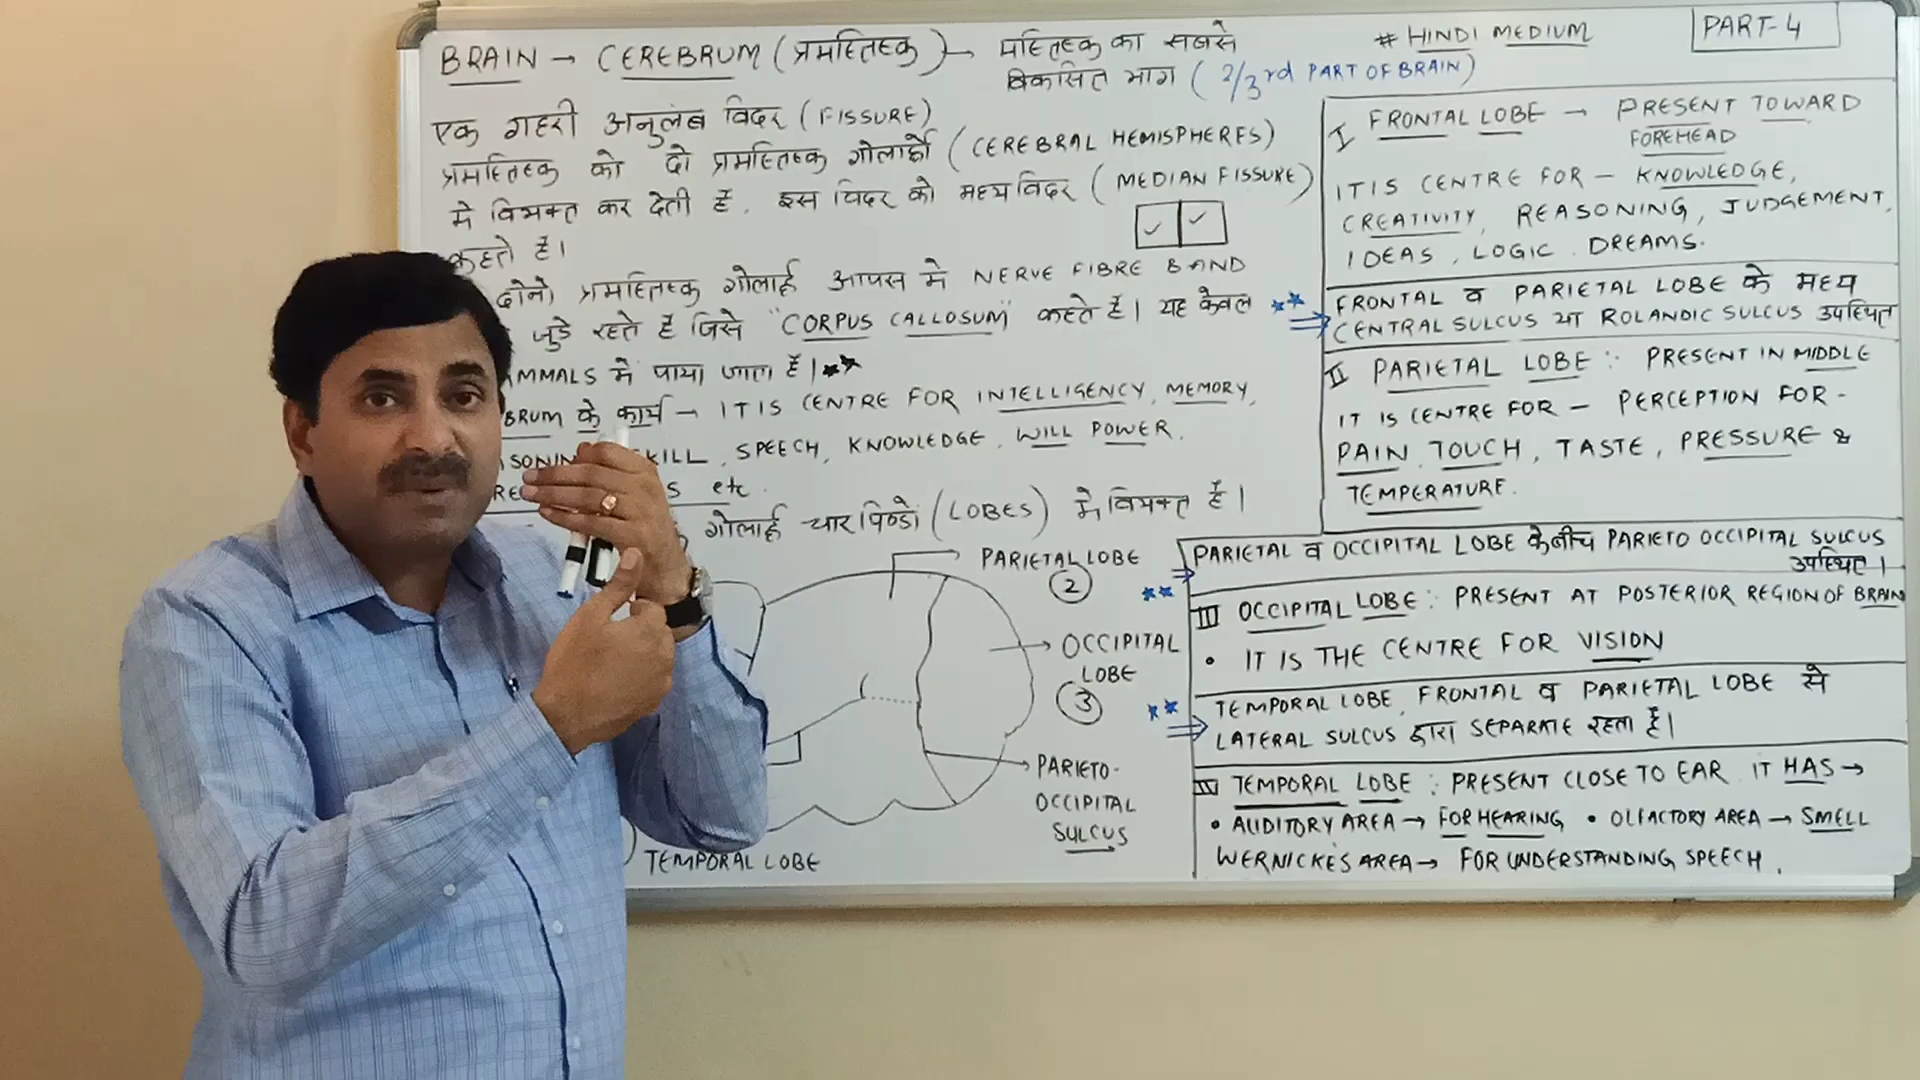 BRAIN → CEREBRUM (प्रमस्तिष्क) → मस्तिष्क का सबसे
विकसित भाग ( 2/3rd PART OF BRAIN)
# HINDI MEDIUM
PART-4
एक गहरी अनुलंब विदर (FISSURE)
प्रमस्तिष्क को दो प्रमस्तिष्क गोलार्द्धो (CEREBRAL HEMISPHERES)
मे विभक्त कर देती है. इस विदर को मध्य विदर (MEDIAN FISSURE)
कहते है।
दोनो प्रमस्तिष्क गोलार्द्ध आपस मे NERVE FIBRE BAND
जुडे रहते है जिसे "CORPUS CALLOSUM" कहते है। यह केवल
AMMALS मे पाया जाता है।
BRUM के कार्य → IT IS CENTRE FOR INTELLIGENCY, MEMORY,
SONIN KILL, SPEECH, KNOWLEDGE, WILL POWER.
S etc.
गोलार्द्ध चार पिण्डो (LOBES) मे विभक्त है।
PARIETAL LOBE
2
OCCIPITAL
LOBE
3
PARIETO-
OCCIPITAL
SULCUS
TEMPORAL LOBE
I FRONTAL LOBE → PRESENT TOWARD
FOREHEAD
IT IS CENTRE FOR – KNOWLEDGE,
CREATIVITY, REASONING, JUDGEMENT,
IDEAS, LOGIC. DREAMS.
FRONTAL व PARIETAL LOBE के मध्य
CENTRAL SULCUS या ROLANDIC SULCUS उपस्थित
II PARIETAL LOBE : PRESENT IN MIDDLE
IT IS CENTRE FOR – PERCEPTION FOR -
PAIN TOUCH, TASTE, PRESSURE &
TEMPERATURE.
PARIETAL व OCCIPITAL LOBE के बीच PARIETO OCCIPITAL SULCUS
उपस्थित।
III OCCIPITAL LOBE : PRESENT AT POSTERIOR REGION OF BRAIN
• IT IS THE CENTRE FOR VISION
TEMPORAL LOBE, FRONTAL व PARIETAL LOBE से
LATERAL SULCUS द्वारा SEPARATE रहता है।
IV TEMPORAL LOBE : PRESENT CLOSE TO EAR. IT HAS →
• AUDITORY AREA → FOR HEARING • OLFACTORY AREA → SMELL
WERNICKE'S AREA → FOR UNDERSTANDING SPEECH.